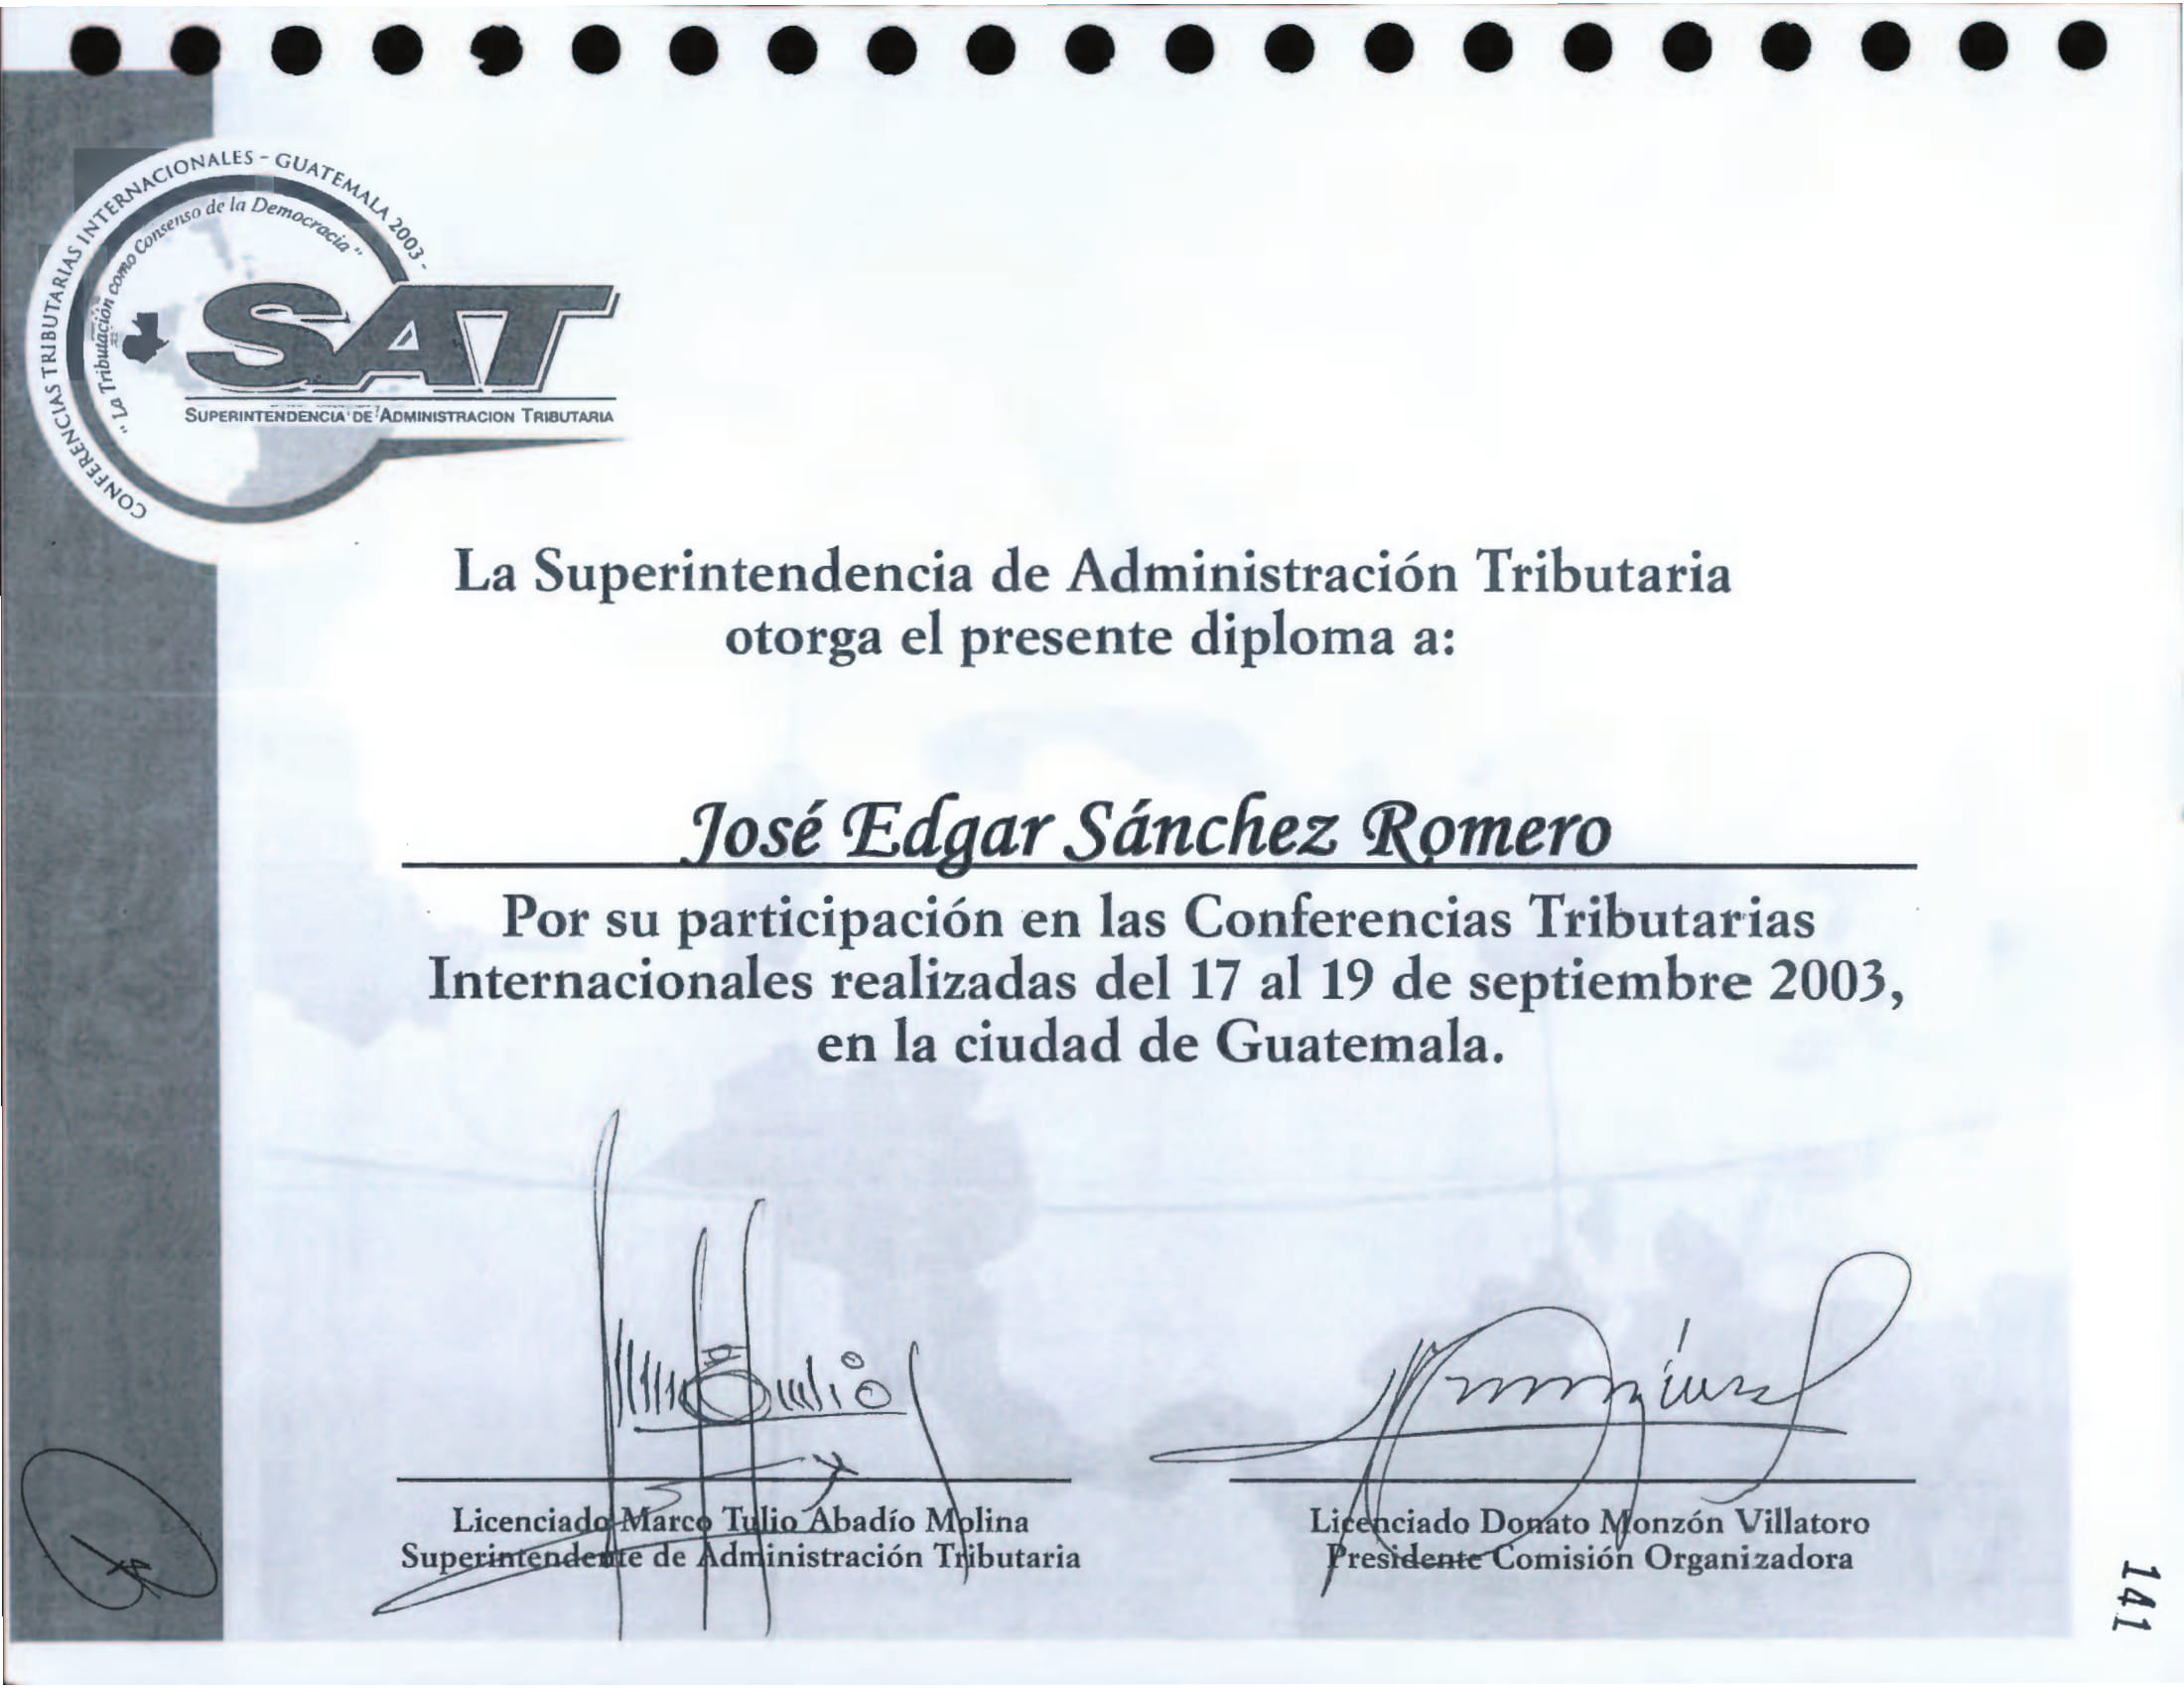 CONFERENCIAS TRIBUTARIAS INTERNACIONALES - GUATEMALA 2003 -
" La Tributación como Consenso de la Democracia "
SAT
SUPERINTENDENCIA DE ADMINISTRACION TRIBUTARIA
La Superintendencia de Administración Tributaria
otorga el presente diploma a:
José Edgar Sánchez Romero
Por su participación en las Conferencias Tributarias
Internacionales realizadas del 17 al 19 de septiembre 2003,
en la ciudad de Guatemala.
Licenciado Marco Tulio Abadío Molina
Superintendente de Administración Tributaria
Licenciado Donato Monzón Villatoro
Presidente Comisión Organizadora
141